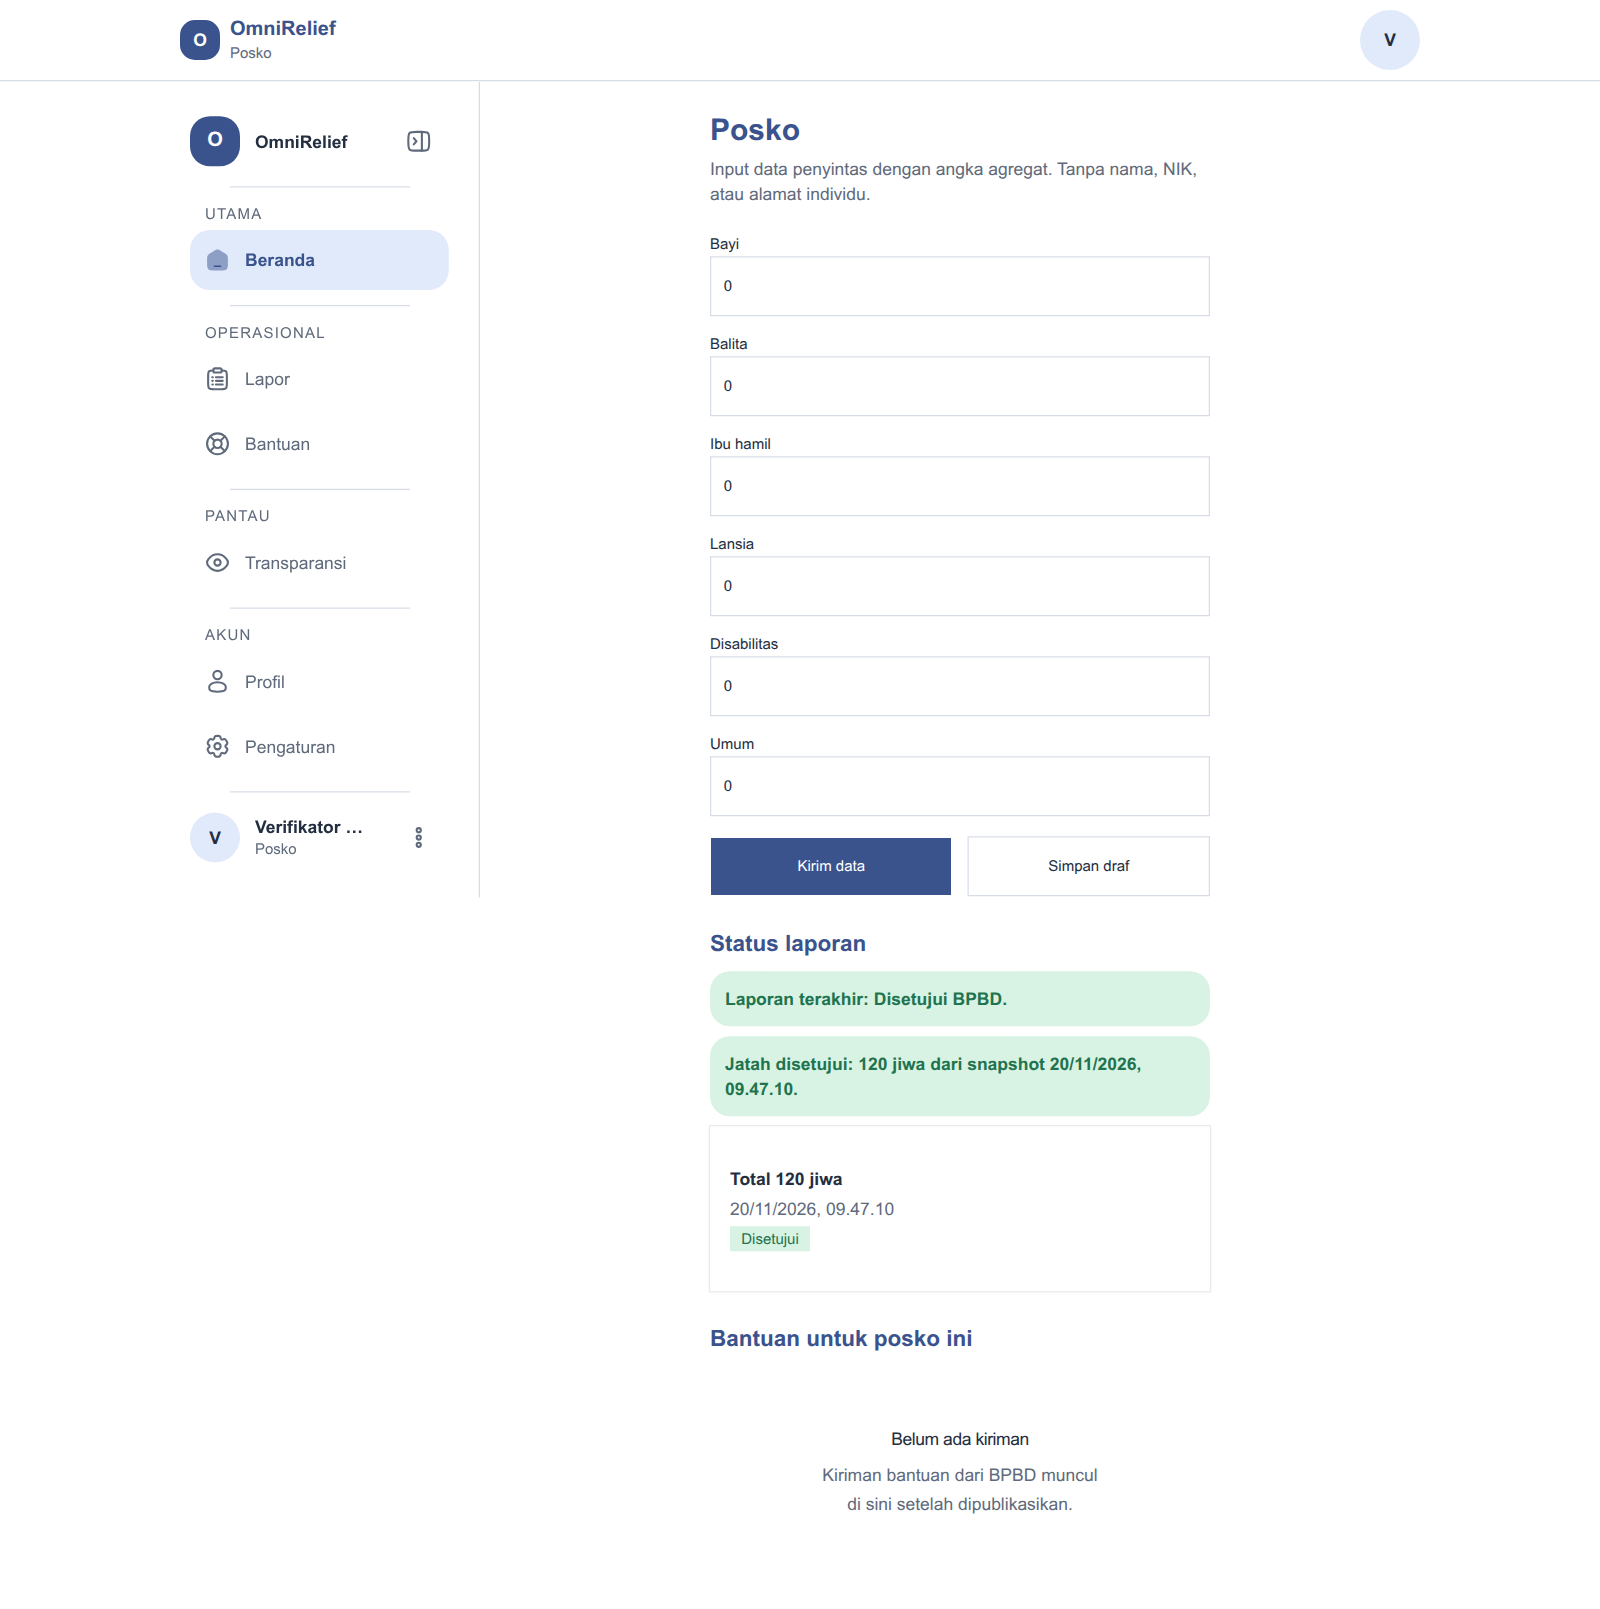 O
OmniRelief
Posko
V
O
OmniRelief
UTAMA
Beranda
OPERASIONAL
Lapor
Bantuan
PANTAU
Transparansi
AKUN
Profil
Pengaturan
V
Verifikator ...
Posko
Posko
Input data penyintas dengan angka agregat. Tanpa nama, NIK,
atau alamat individu.
Bayi
0
Balita
0
Ibu hamil
0
Lansia
0
Disabilitas
0
Umum
0
Kirim data
Simpan draf
Status laporan
Laporan terakhir: Disetujui BPBD.
Jatah disetujui: 120 jiwa dari snapshot 20/11/2026,
09.47.10.
Total 120 jiwa
20/11/2026, 09.47.10
Disetujui
Bantuan untuk posko ini
Belum ada kiriman
Kiriman bantuan dari BPBD muncul
di sini setelah dipublikasikan.